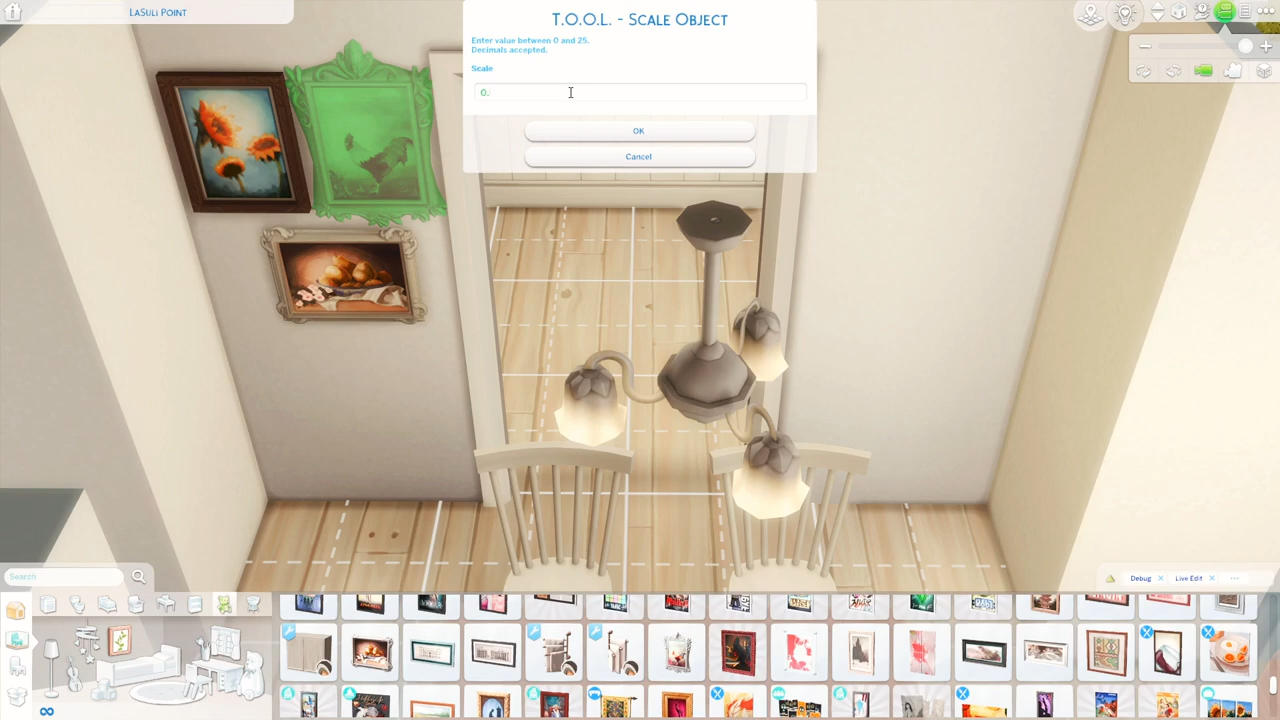 LaSuli Point
T.O.O.L. - Scale Object
Enter value between 0 and 25.
Decimals accepted.
Scale
0.
OK
Cancel
Search
Debug
Live Edit